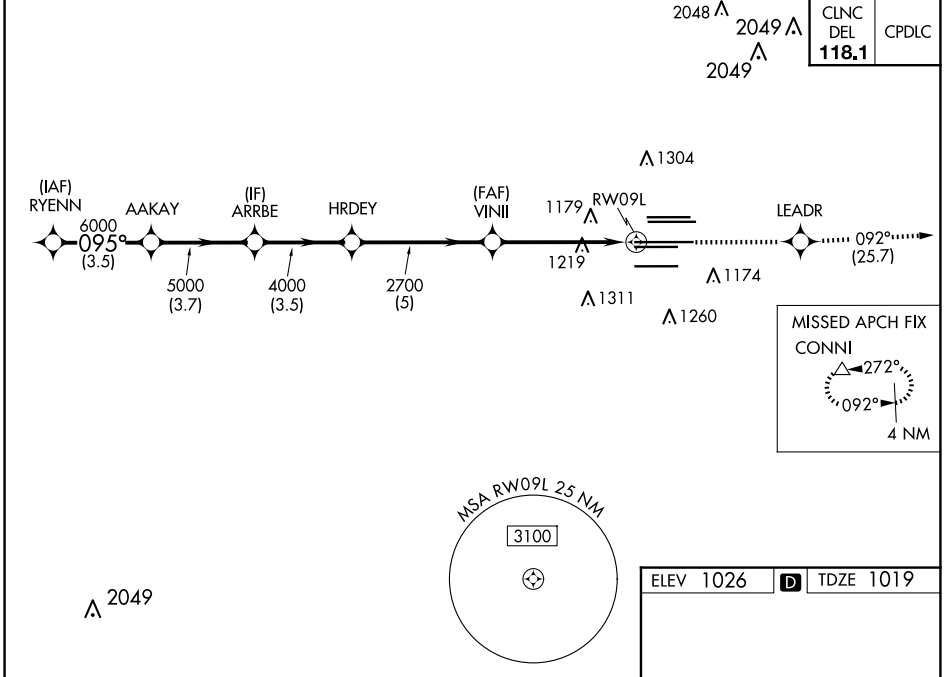 2048
2049
2049
CLNC
DEL
118.1
CPDLC
1304
(IAF)
RYENN
AAKAY
(IF)
ARRBE
HRDEY
(FAF)
VINII
1179
RW09L
LEADR
6000
095°
(3.5)
5000
(3.7)
4000
(3.5)
2700
(5)
1219
1311
1174
1260
092°
(25.7)
MISSED APCH FIX
CONNI
272°
092°
4 NM
MSA RW09L 25 NM
3100
2049
ELEV 1026 D TDZE 1019